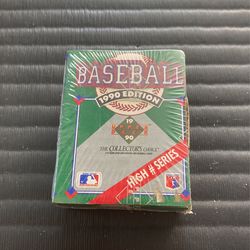 BASEBALL
1990 EDITION
19
90
THE COLLECTOR'S CHOICE
HIGH # SERIES